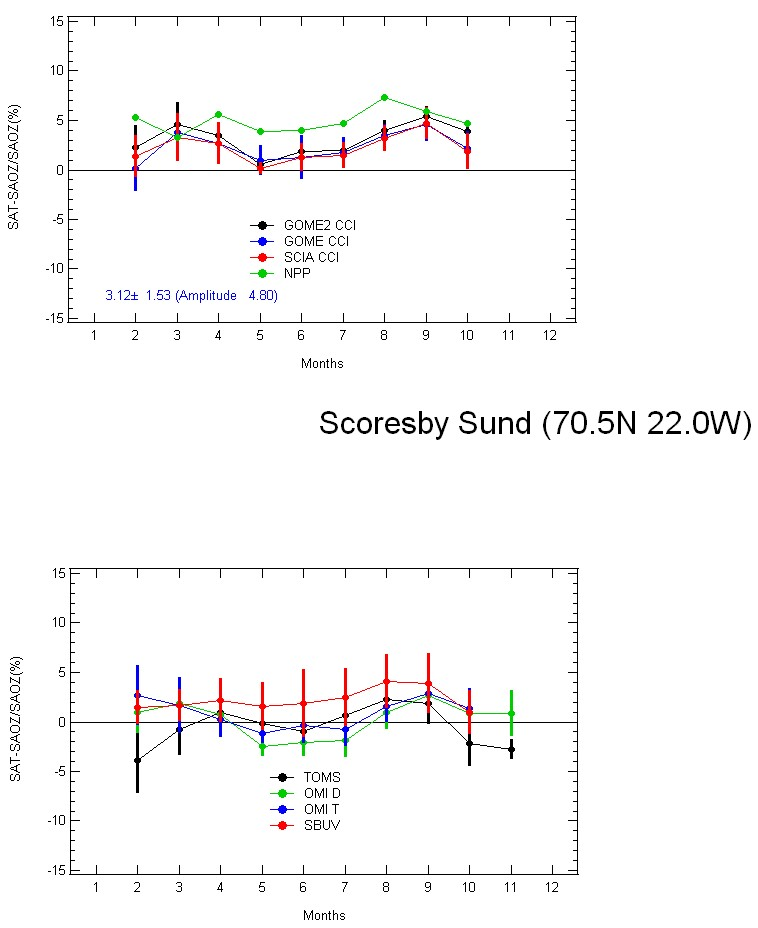 15
10
5
0
-5
-10
-15
SAT-SAOZ/SAOZ(%)
GOME2 CCI
GOME CCI
SCIA CCI
NPP
3.12± 1.53 (Amplitude 4.80)
1 2 3 4 5 6 7 8 9 10 11 12
Months
Scoresby Sund (70.5N 22.0W)
15
10
5
0
-5
-10
-15
SAT-SAOZ/SAOZ(%)
TOMS
OMI D
OMI T
SBUV
1 2 3 4 5 6 7 8 9 10 11 12
Months